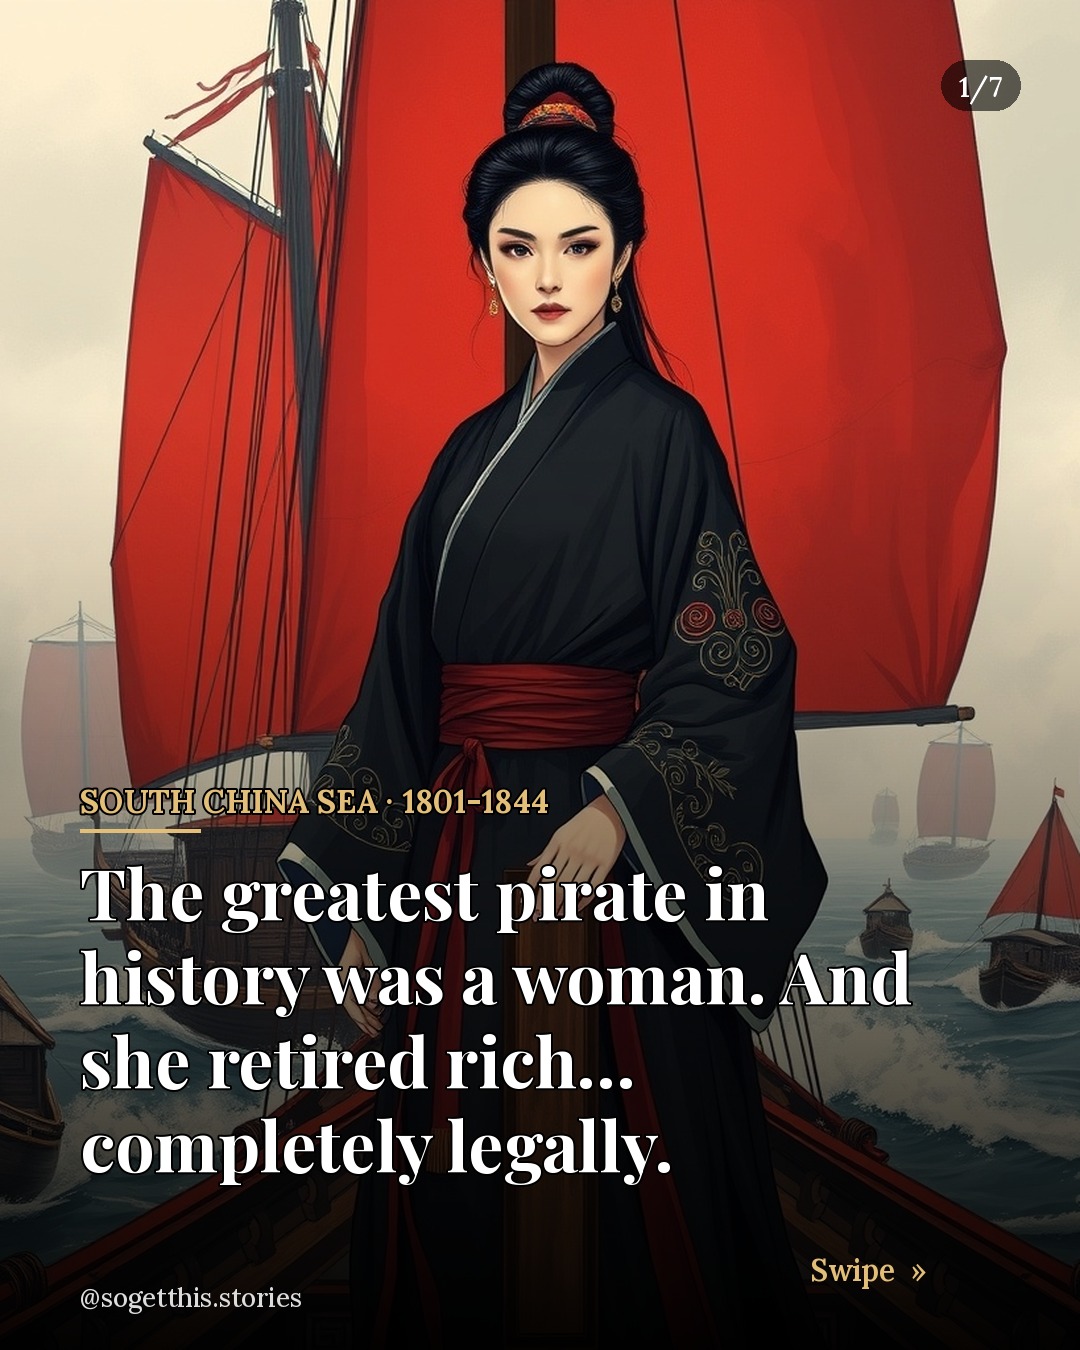 1/7
SOUTH CHINA SEA · 1801–1844
The greatest pirate in
history was a woman. And
she retired rich...
completely legally.
Swipe »
@sogetthis.stories